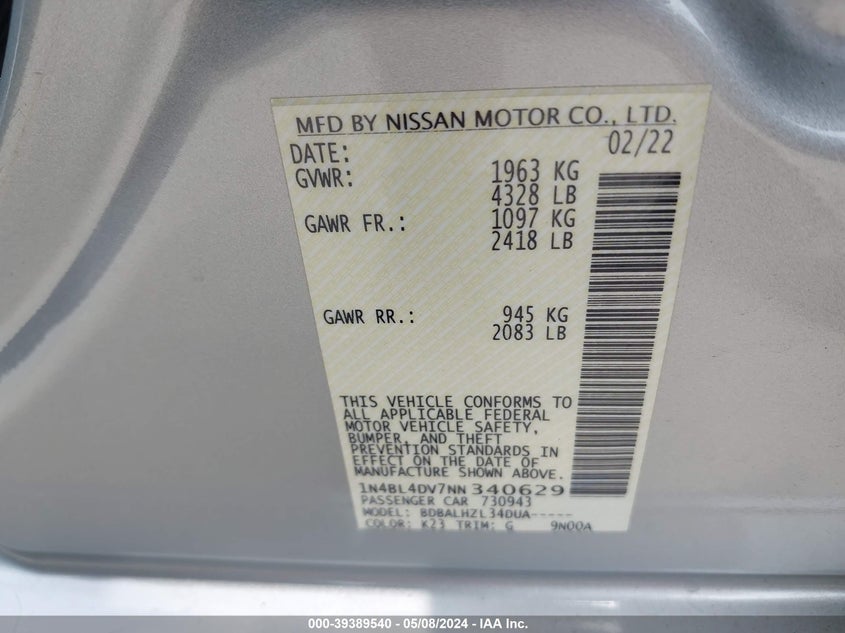 MFD BY NISSAN MOTOR CO., LTD.
DATE: 02/22
GVWR: 1963 KG
4328 LB
GAWR FR.: 1097 KG
2418 LB
GAWR RR.: 945 KG
2083 LB
THIS VEHICLE CONFORMS TO
ALL APPLICABLE FEDERAL
MOTOR VEHICLE SAFETY,
BUMPER, AND THEFT
PREVENTION STANDARDS IN
EFFECT ON THE DATE OF
MANUFACTURE SHOWN ABOVE.
1N4BL4DV7NN340629
PASSENGER CAR 730943
MODEL: BDBALHZL34DUA-----
COLOR: K23 TRIM: G 9N00A
000-39389540 - 05/08/2024 - IAA Inc.